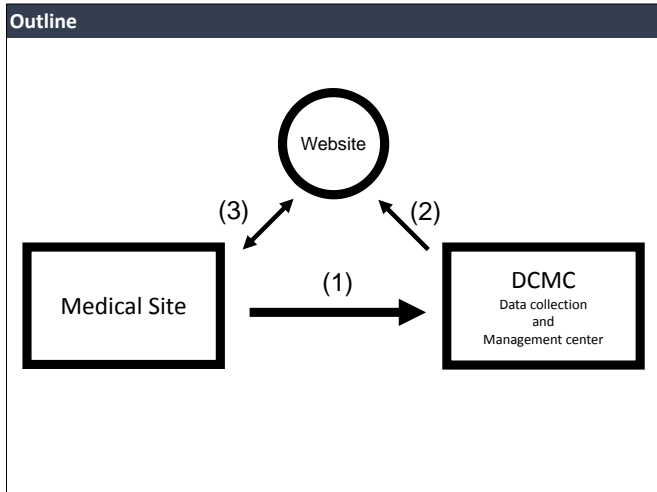 Outline
Website
(3)
(2)
(1)
Medical Site
DCMC
Data collection
and
Management center